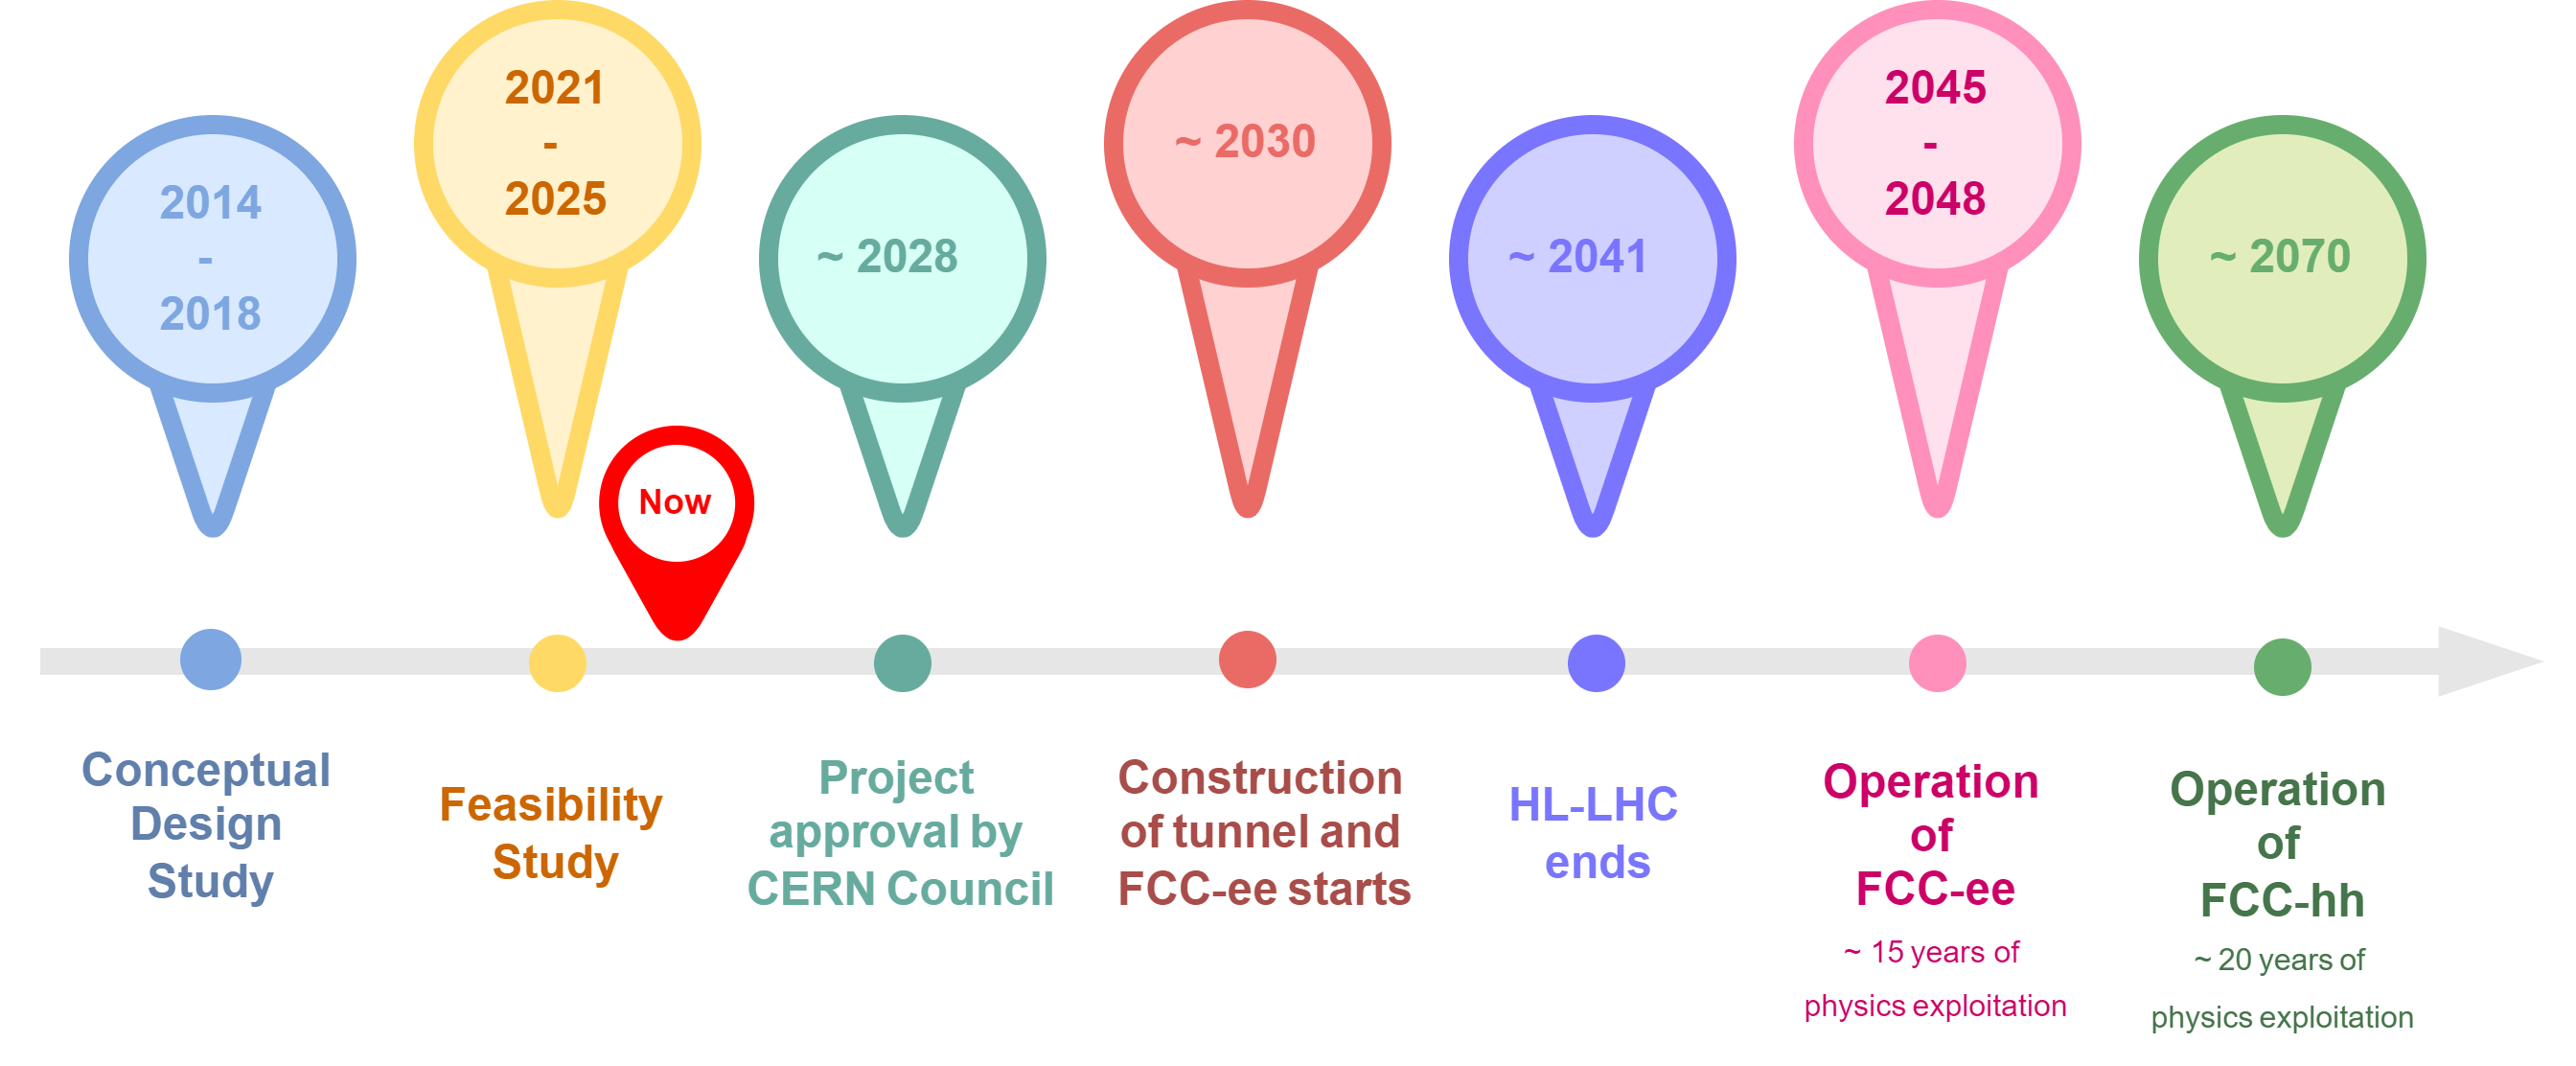 2014
-
2018
2021
-
2025
~ 2028
~ 2030
~ 2041
2045
-
2048
~ 2070
Now
Conceptual
Design
Study
Feasibility
Study
Project
approval by
CERN Council
Construction
of tunnel and
FCC-ee starts
HL-LHC
ends
Operation
of
FCC-ee
~ 15 years of
physics exploitation
Operation
of
FCC-hh
~ 20 years of
physics exploitation